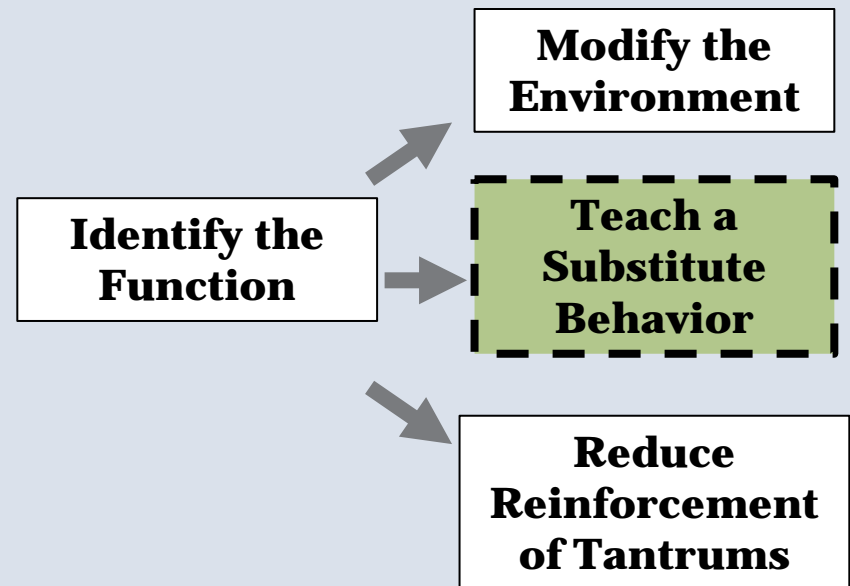 Identify the
Function
Modify the
Environment
Teach a
Substitute
Behavior
Reduce
Reinforcement
of Tantrums